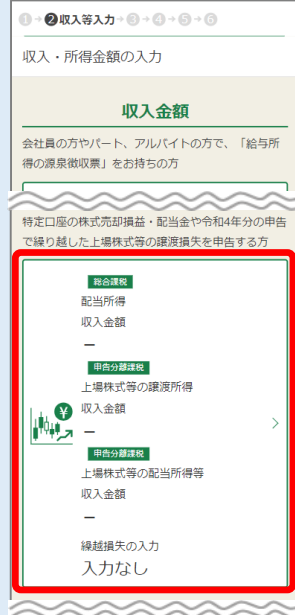 ①→②収入等入力→③→④→⑤→⑥
収入・所得金額の入力
収入金額
会社員の方やパート、アルバイトの方で、「給与所
得の源泉徴収票」をお持ちの方
特定口座の株式売却損益・配当金や令和4年分の申告
で繰り越した上場株式等の譲渡損失を申告する方
総合課税
配当所得
収入金額
ー
申告分離課税
上場株式等の譲渡所得
収入金額
ー
申告分離課税
上場株式等の配当所得等
収入金額
ー
繰越損失の入力
入力なし
¥